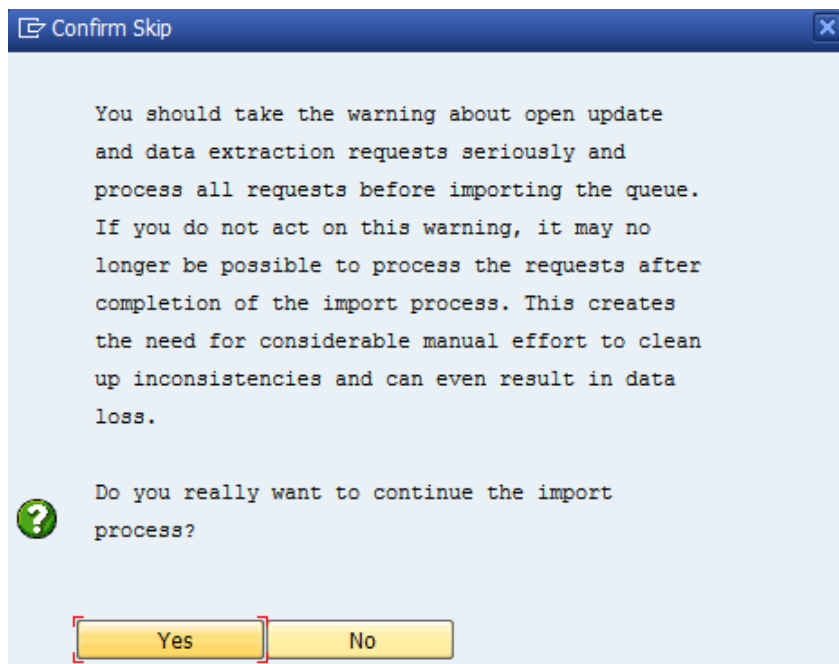 Confirm Skip
You should take the warning about open update
and data extraction requests seriously and
process all requests before importing the queue.
If you do not act on this warning, it may no
longer be possible to process the requests after
completion of the import process. This creates
the need for considerable manual effort to clean
up inconsistencies and can even result in data
loss.
Do you really want to continue the import
process?
Yes No